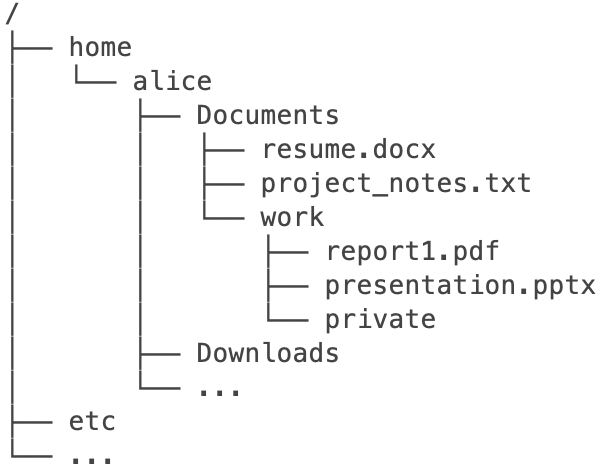 /
├── home
│   └── alice
│       ├── Documents
│       │   ├── resume.docx
│       │   ├── project_notes.txt
│       │   └── work
│       │       ├── report1.pdf
│       │       ├── presentation.pptx
│       │       └── private
│       ├── Downloads
│       └── ...
├── etc
└── ...